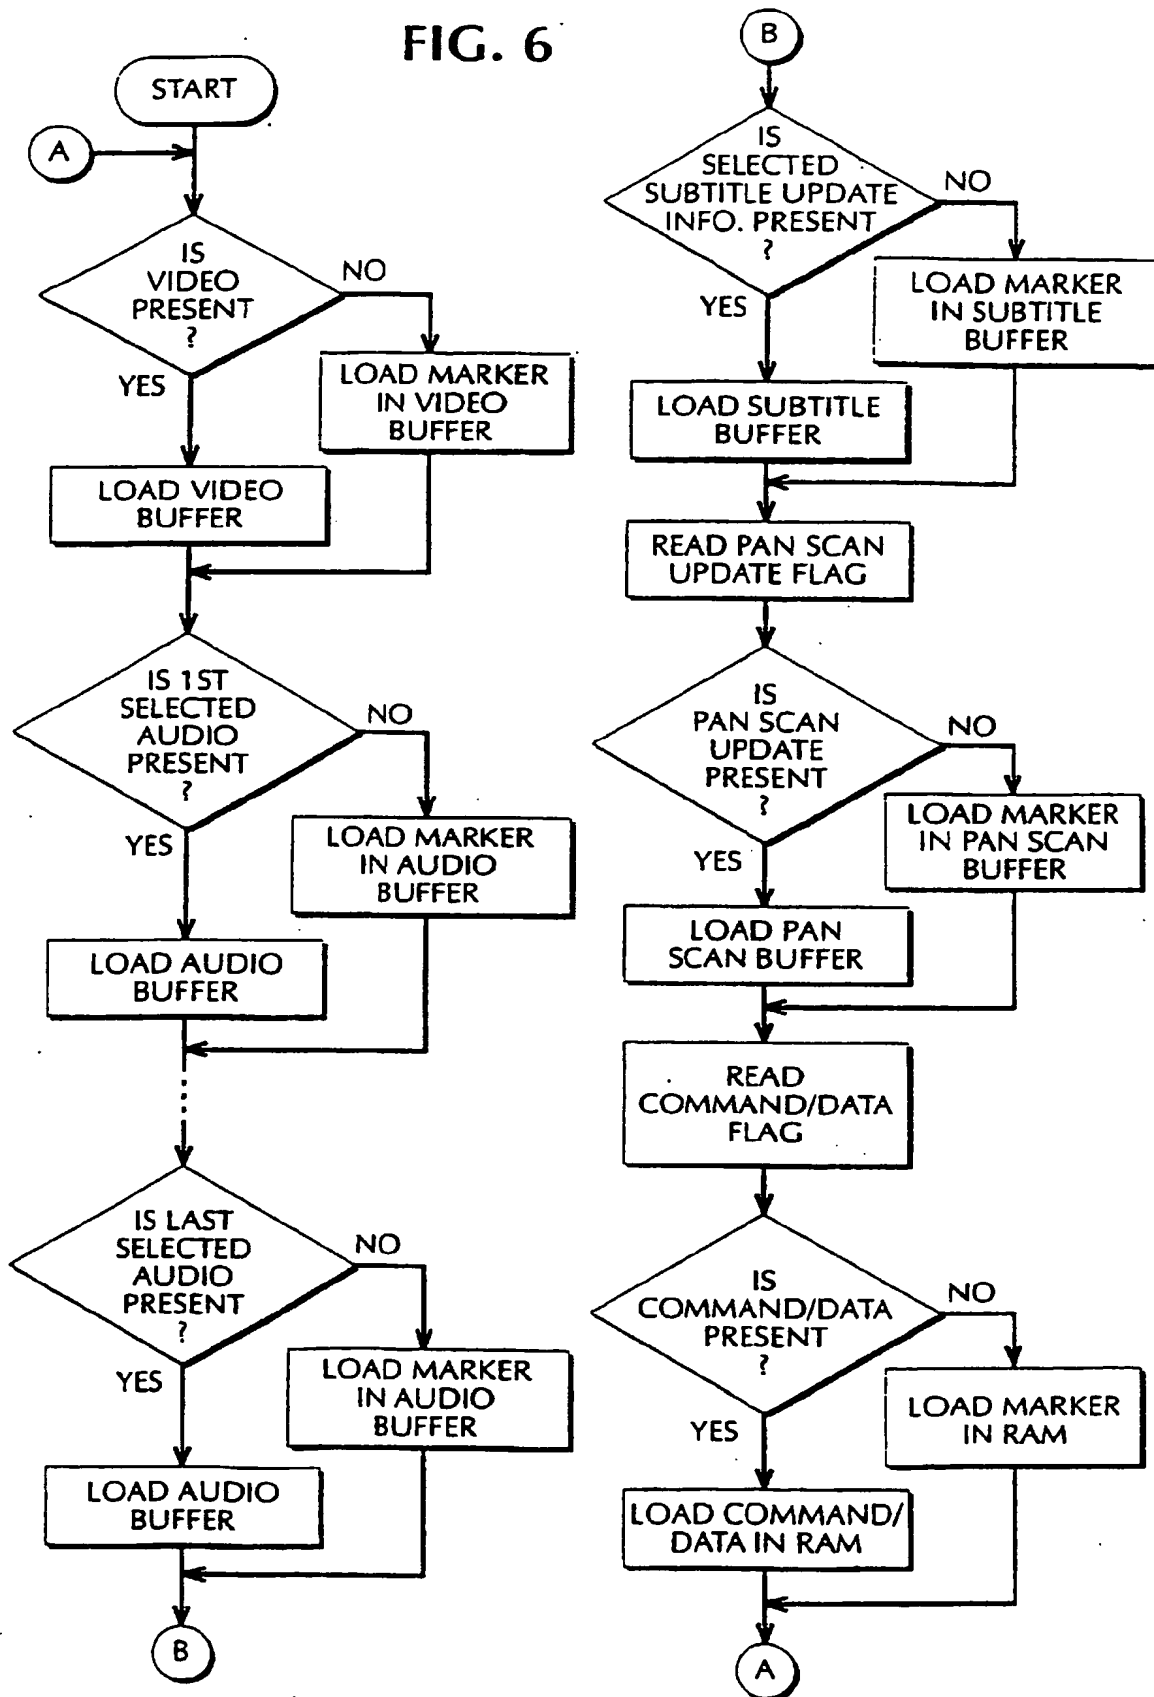 FIG. 6
START
A
IS
VIDEO
PRESENT
?
NO
YES
LOAD MARKER
IN VIDEO
BUFFER
LOAD VIDEO
BUFFER
IS 1ST
SELECTED
AUDIO
PRESENT
?
NO
YES
LOAD MARKER
IN AUDIO
BUFFER
LOAD AUDIO
BUFFER
IS LAST
SELECTED
AUDIO
PRESENT
?
NO
YES
LOAD MARKER
IN AUDIO
BUFFER
LOAD AUDIO
BUFFER
B
B
IS
SELECTED
SUBTITLE UPDATE
INFO. PRESENT
?
NO
YES
LOAD MARKER
IN SUBTITLE
BUFFER
LOAD SUBTITLE
BUFFER
READ PAN SCAN
UPDATE FLAG
IS
PAN SCAN
UPDATE
PRESENT
?
NO
YES
LOAD MARKER
IN PAN SCAN
BUFFER
LOAD PAN
SCAN BUFFER
READ
COMMAND/DATA
FLAG
IS
COMMAND/DATA
PRESENT
?
NO
YES
LOAD MARKER
IN RAM
LOAD COMMAND/
DATA IN RAM
A